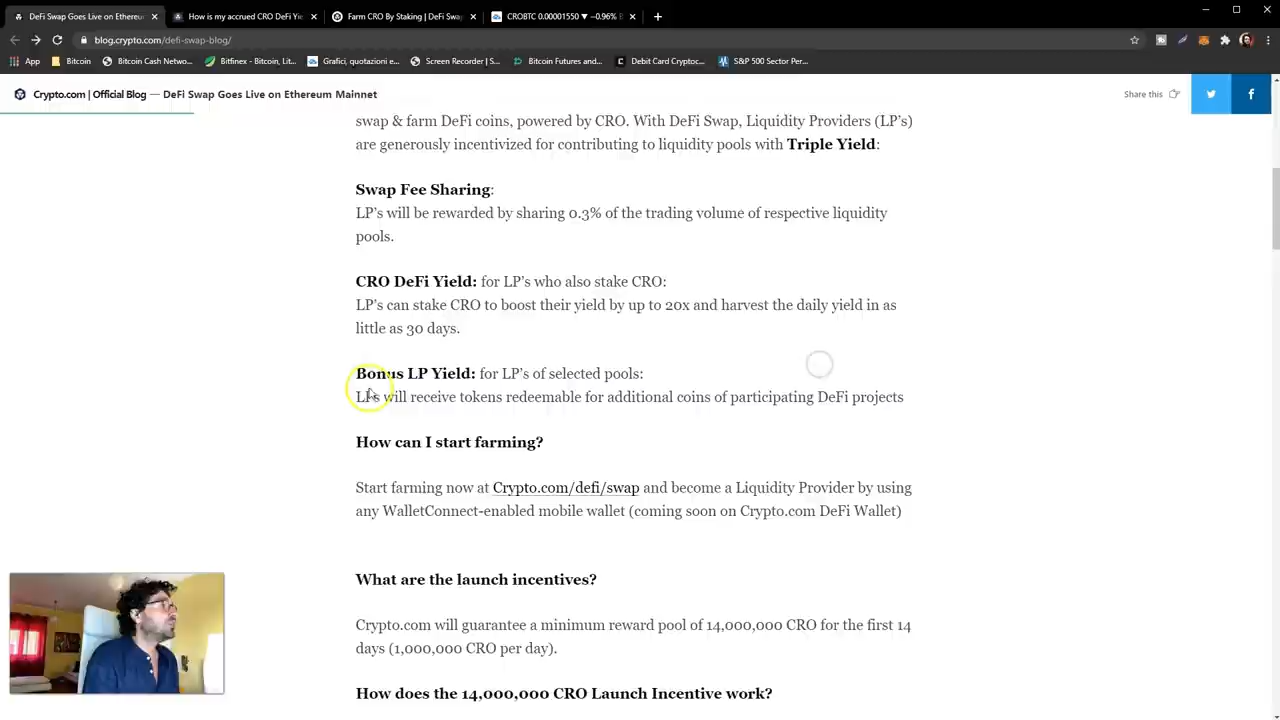 DeFi Swap Goes Live on Ethereu
How is my accrued CRO DeFi Yie
Farm CRO By Staking | DeFi Swa
CROBTC 0.00001550 ▼ −0.96%
blog.crypto.com/defi-swap-blog/
App
Bitcoin
Bitcoin Cash Netwo...
Bitfinex - Bitcoin, Lit...
Grafici, quotazioni e...
Screen Recorder | S...
Bitcoin Futures and...
Debit Card Cryptoc...
S&P 500 Sector Per...
Crypto.com | Official Blog — DeFi Swap Goes Live on Ethereum Mainnet
Share this
swap & farm DeFi coins, powered by CRO. With DeFi Swap, Liquidity Providers (LP's)
are generously incentivized for contributing to liquidity pools with Triple Yield:
Swap Fee Sharing:
LP's will be rewarded by sharing 0.3% of the trading volume of respective liquidity
pools.
CRO DeFi Yield: for LP's who also stake CRO:
LP's can stake CRO to boost their yield by up to 20x and harvest the daily yield in as
little as 30 days.
Bonus LP Yield: for LP's of selected pools:
LP's will receive tokens redeemable for additional coins of participating DeFi projects
How can I start farming?
Start farming now at Crypto.com/defi/swap and become a Liquidity Provider by using
any WalletConnect-enabled mobile wallet (coming soon on Crypto.com DeFi Wallet)
What are the launch incentives?
Crypto.com will guarantee a minimum reward pool of 14,000,000 CRO for the first 14
days (1,000,000 CRO per day).
How does the 14,000,000 CRO Launch Incentive work?